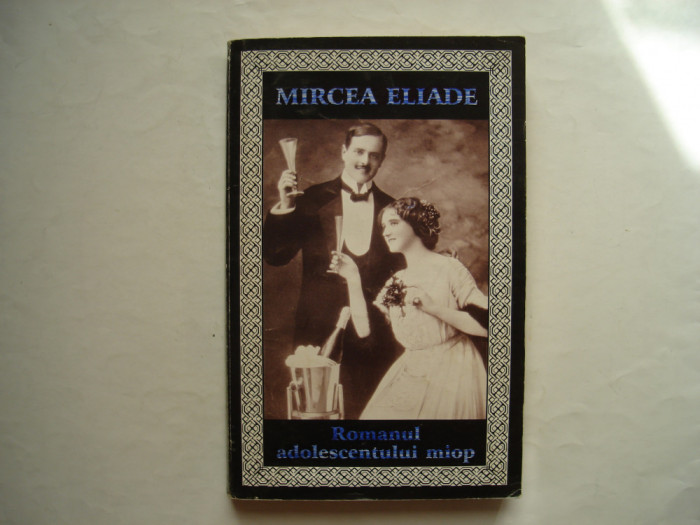 MIRCEA ELIADE
Romanul
adolescentului miop